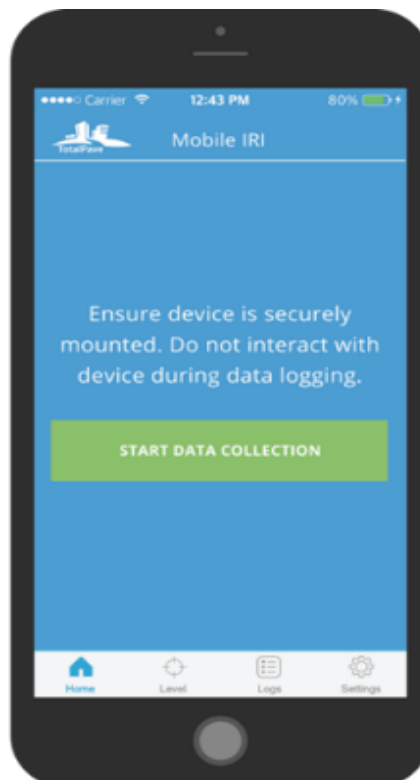 Carrier 12:43 PM 80%
TotalPave
Mobile IRI
Ensure device is securely
mounted. Do not interact with
device during data logging.
START DATA COLLECTION
Home Level Logs Settings